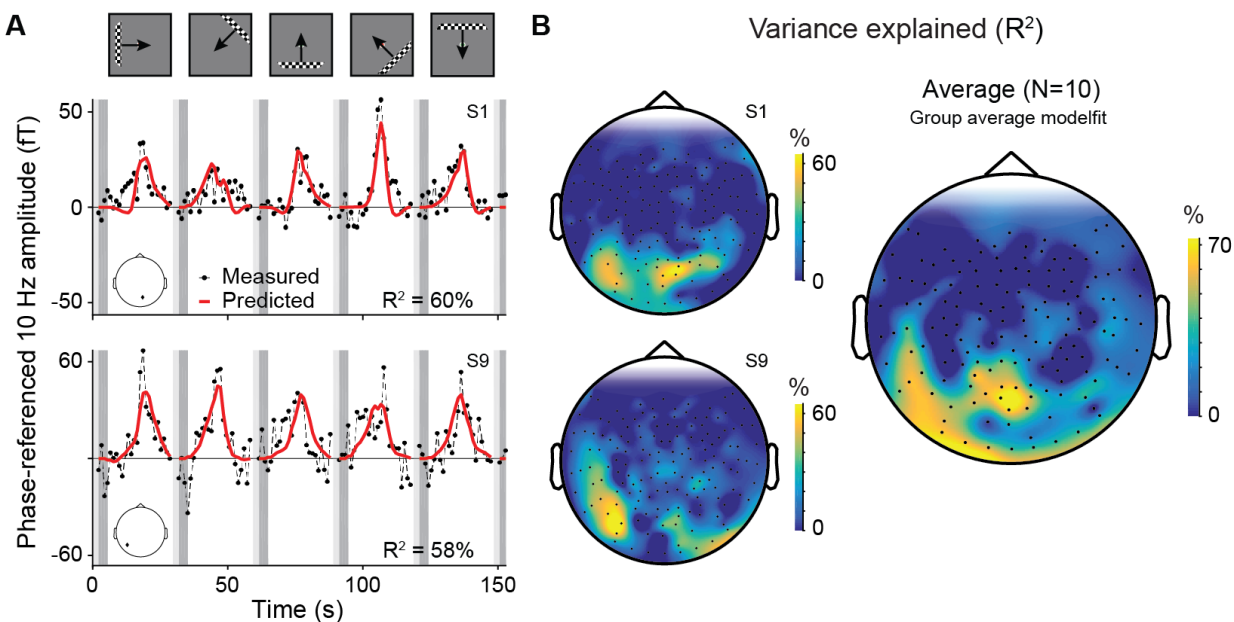 A
B
Variance explained (R²)
Phase-referenced 10 Hz amplitude (fT)
50
0
-50
S1
Measured
Predicted
R² = 60%
60
0
-60
S9
R² = 58%
0
50
100
150
Time (s)
S1
%
60
0
S9
%
60
0
Average (N=10)
Group average modelfit
%
70
0